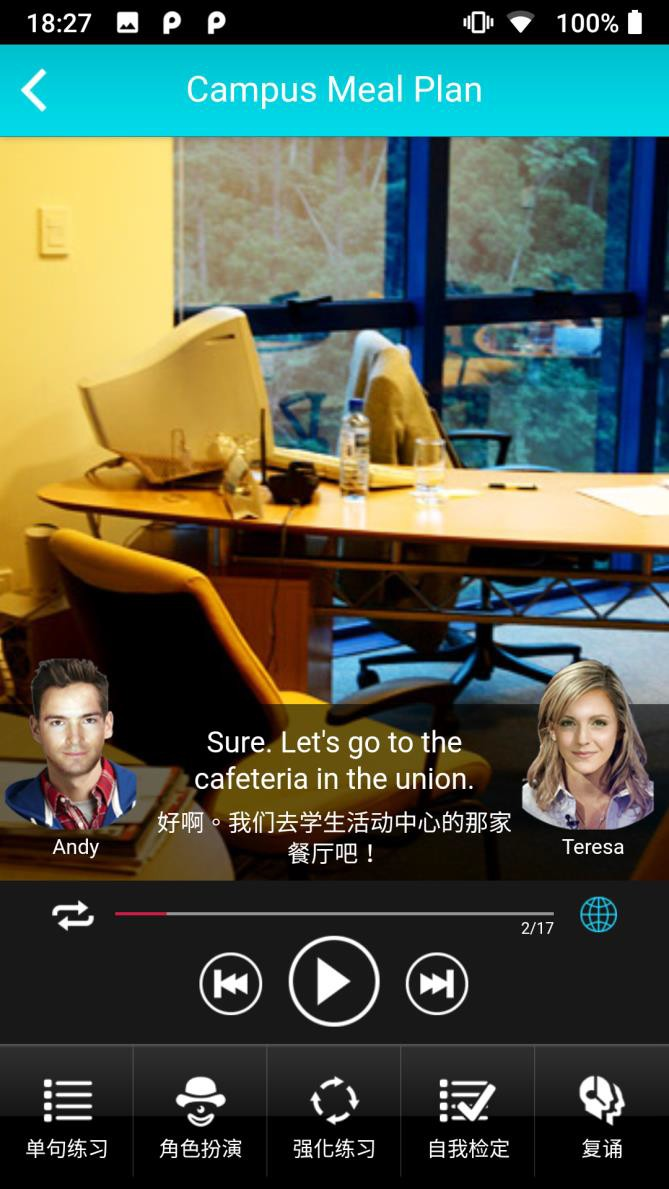 18:27
100%
Campus Meal Plan
Sure. Let's go to the
cafeteria in the union.
好啊。我们去学生活动中心的那家
餐厅吧！
Andy
Teresa
2/17
单句练习
角色扮演
强化练习
自我检定
复诵